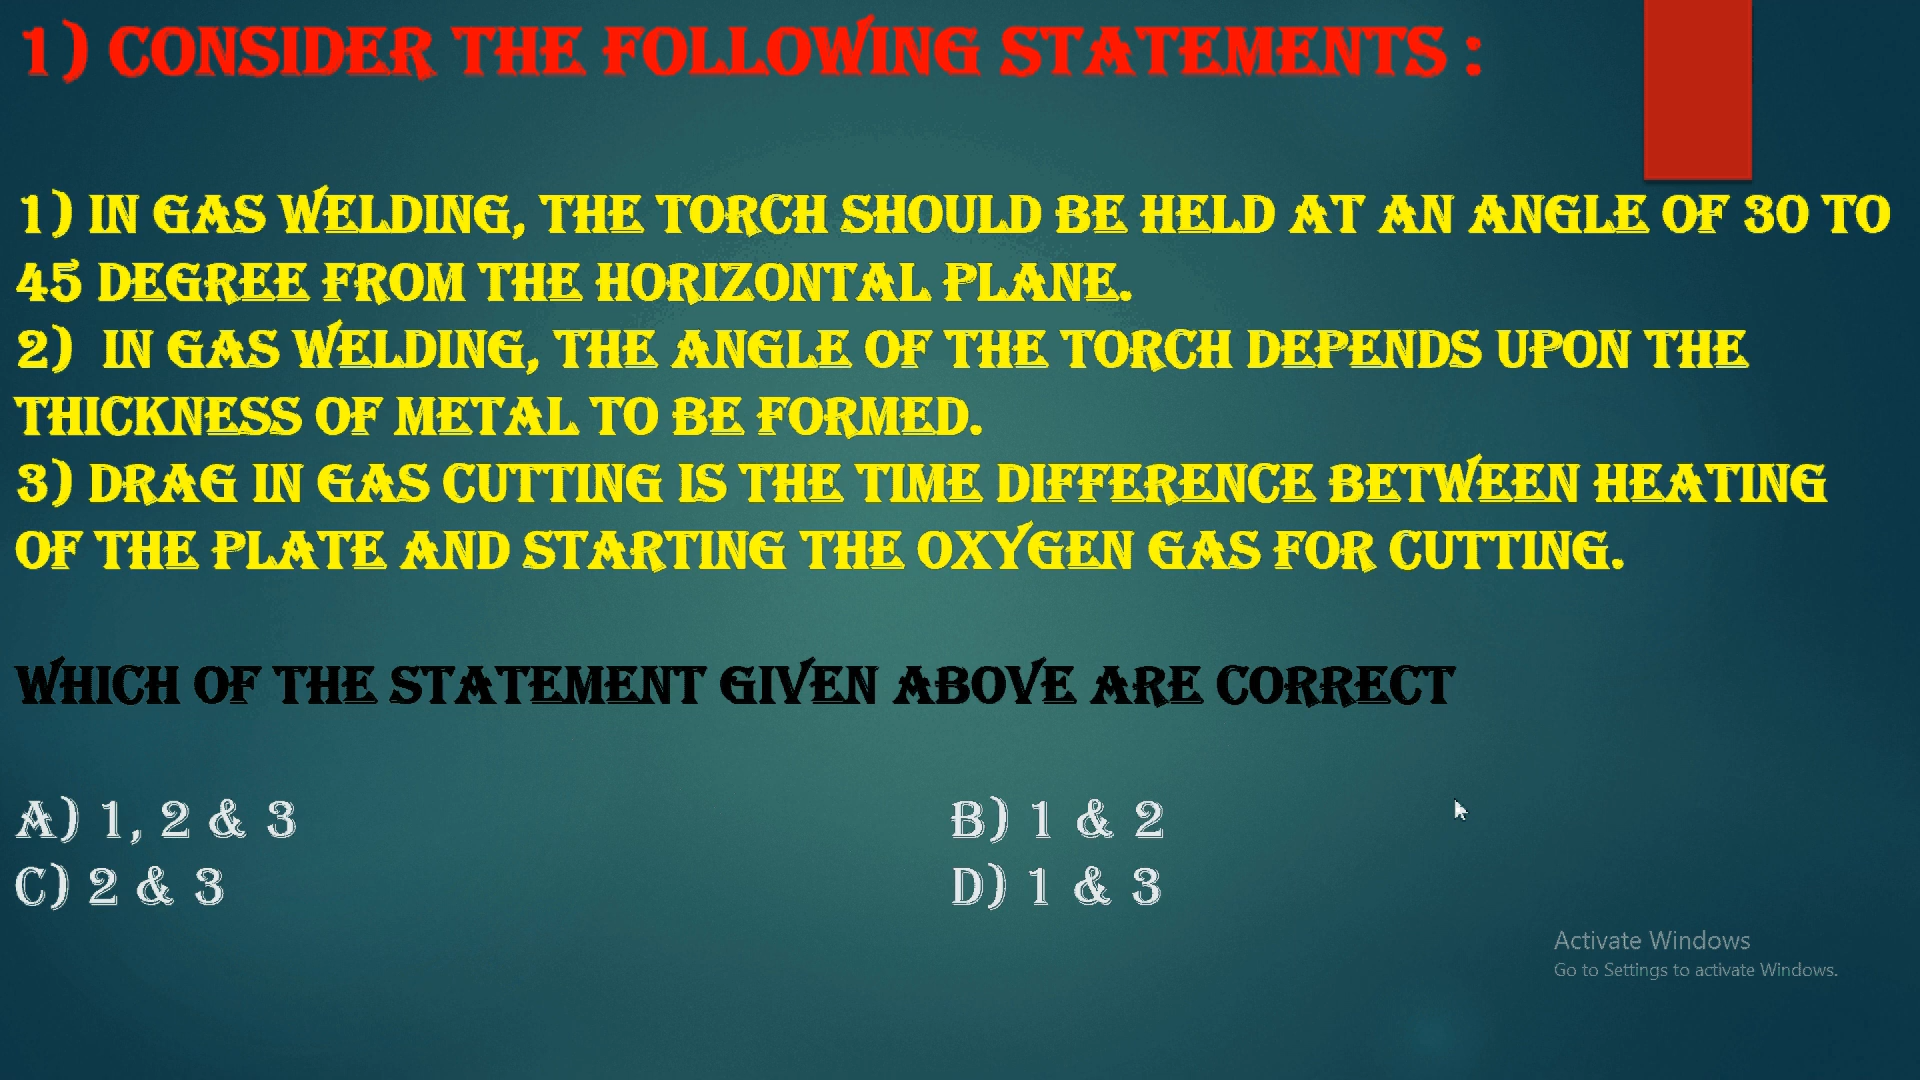 1) CONSIDER THE FOLLOWING STATEMENTS :
1) IN GAS WELDING, THE TORCH SHOULD BE HELD AT AN ANGLE OF 30 TO
45 DEGREE FROM THE HORIZONTAL PLANE.
2) IN GAS WELDING, THE ANGLE OF THE TORCH DEPENDS UPON THE
THICKNESS OF METAL TO BE FORMED.
3) DRAG IN GAS CUTTING IS THE TIME DIFFERENCE BETWEEN HEATING
OF THE PLATE AND STARTING THE OXYGEN GAS FOR CUTTING.
WHICH OF THE STATEMENT GIVEN ABOVE ARE CORRECT
A) 1, 2 & 3 B) 1 & 2
C) 2 & 3 D) 1 & 3
Activate Windows
Go to Settings to activate Windows.